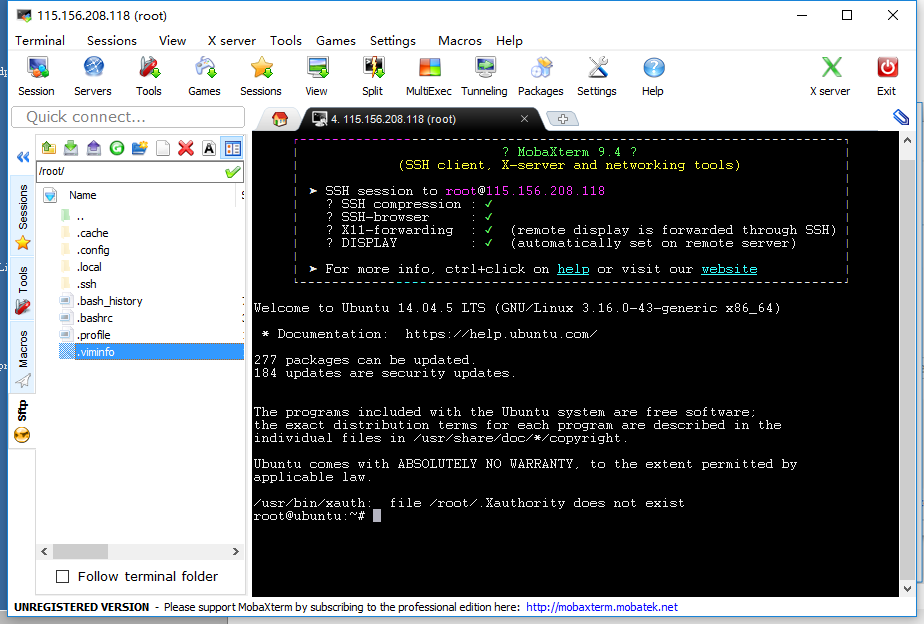 115.156.208.118 (root)
Terminal Sessions View X server Tools Games Settings Macros Help
Session Servers Tools Games Sessions View Split MultiExec Tunneling Packages Settings Help X server Exit
Quick connect...
4. 115.156.208.118 (root)
/root/
Name
..
.cache
.config
.local
.ssh
.bash_history
.bashrc
.profile
.viminfo
Sessions
Tools
Macros
Sftp
Follow terminal folder
? MobaXterm 9.4 ?
(SSH client, X-server and networking tools)
➤ SSH session to root@115.156.208.118
? SSH compression : ✓
? SSH-browser : ✓
? X11-forwarding : ✓ (remote display is forwarded through SSH)
? DISPLAY : ✓ (automatically set on remote server)
➤ For more info, ctrl+click on help or visit our website
Welcome to Ubuntu 14.04.5 LTS (GNU/Linux 3.16.0-43-generic x86_64)
* Documentation: https://help.ubuntu.com/
277 packages can be updated.
184 updates are security updates.
The programs included with the Ubuntu system are free software;
the exact distribution terms for each program are described in the
individual files in /usr/share/doc/*/copyright.
Ubuntu comes with ABSOLUTELY NO WARRANTY, to the extent permitted by
applicable law.
/usr/bin/xauth: file /root/.Xauthority does not exist
root@ubuntu:~#
UNREGISTERED VERSION - Please support MobaXterm by subscribing to the professional edition here: http://mobaxterm.mobatek.net